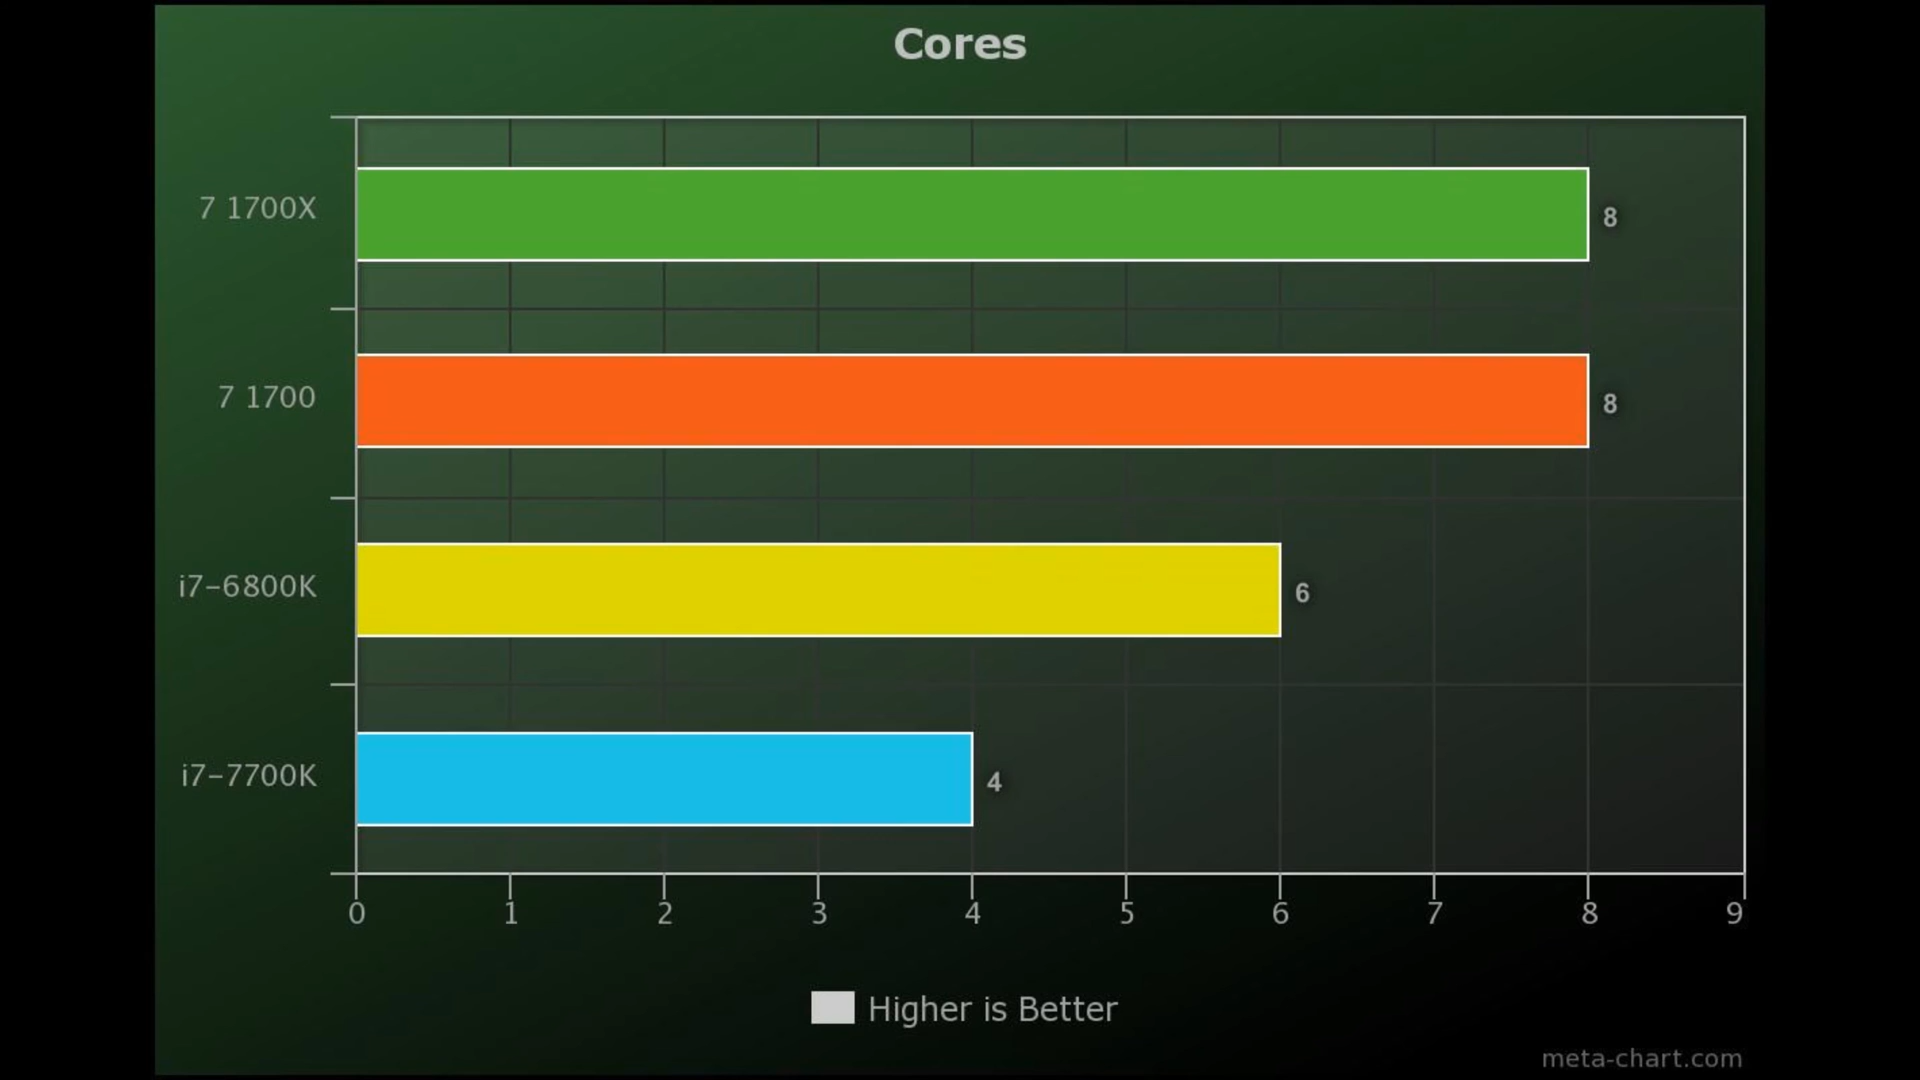 Cores
7 1700X
8
7 1700
8
i7-6800K
6
i7-7700K
4
0 1 2 3 4 5 6 7 8 9
Higher is Better
meta-chart.com